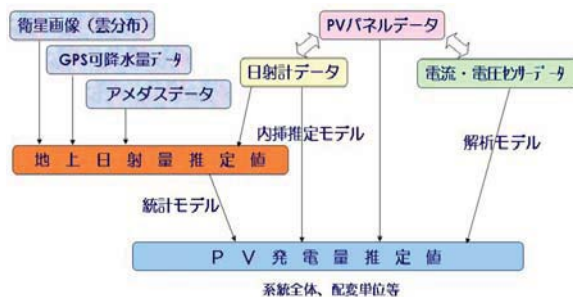 衛星画像（雲分布）
GPS可降水量データ
アメダスデータ
PVパネルデータ
日射計データ
電流・電圧センサーデータ
内挿推定モデル
解析モデル
地上日射量推定値
統計モデル
PV発電量推定値
系統全体、配変単位等